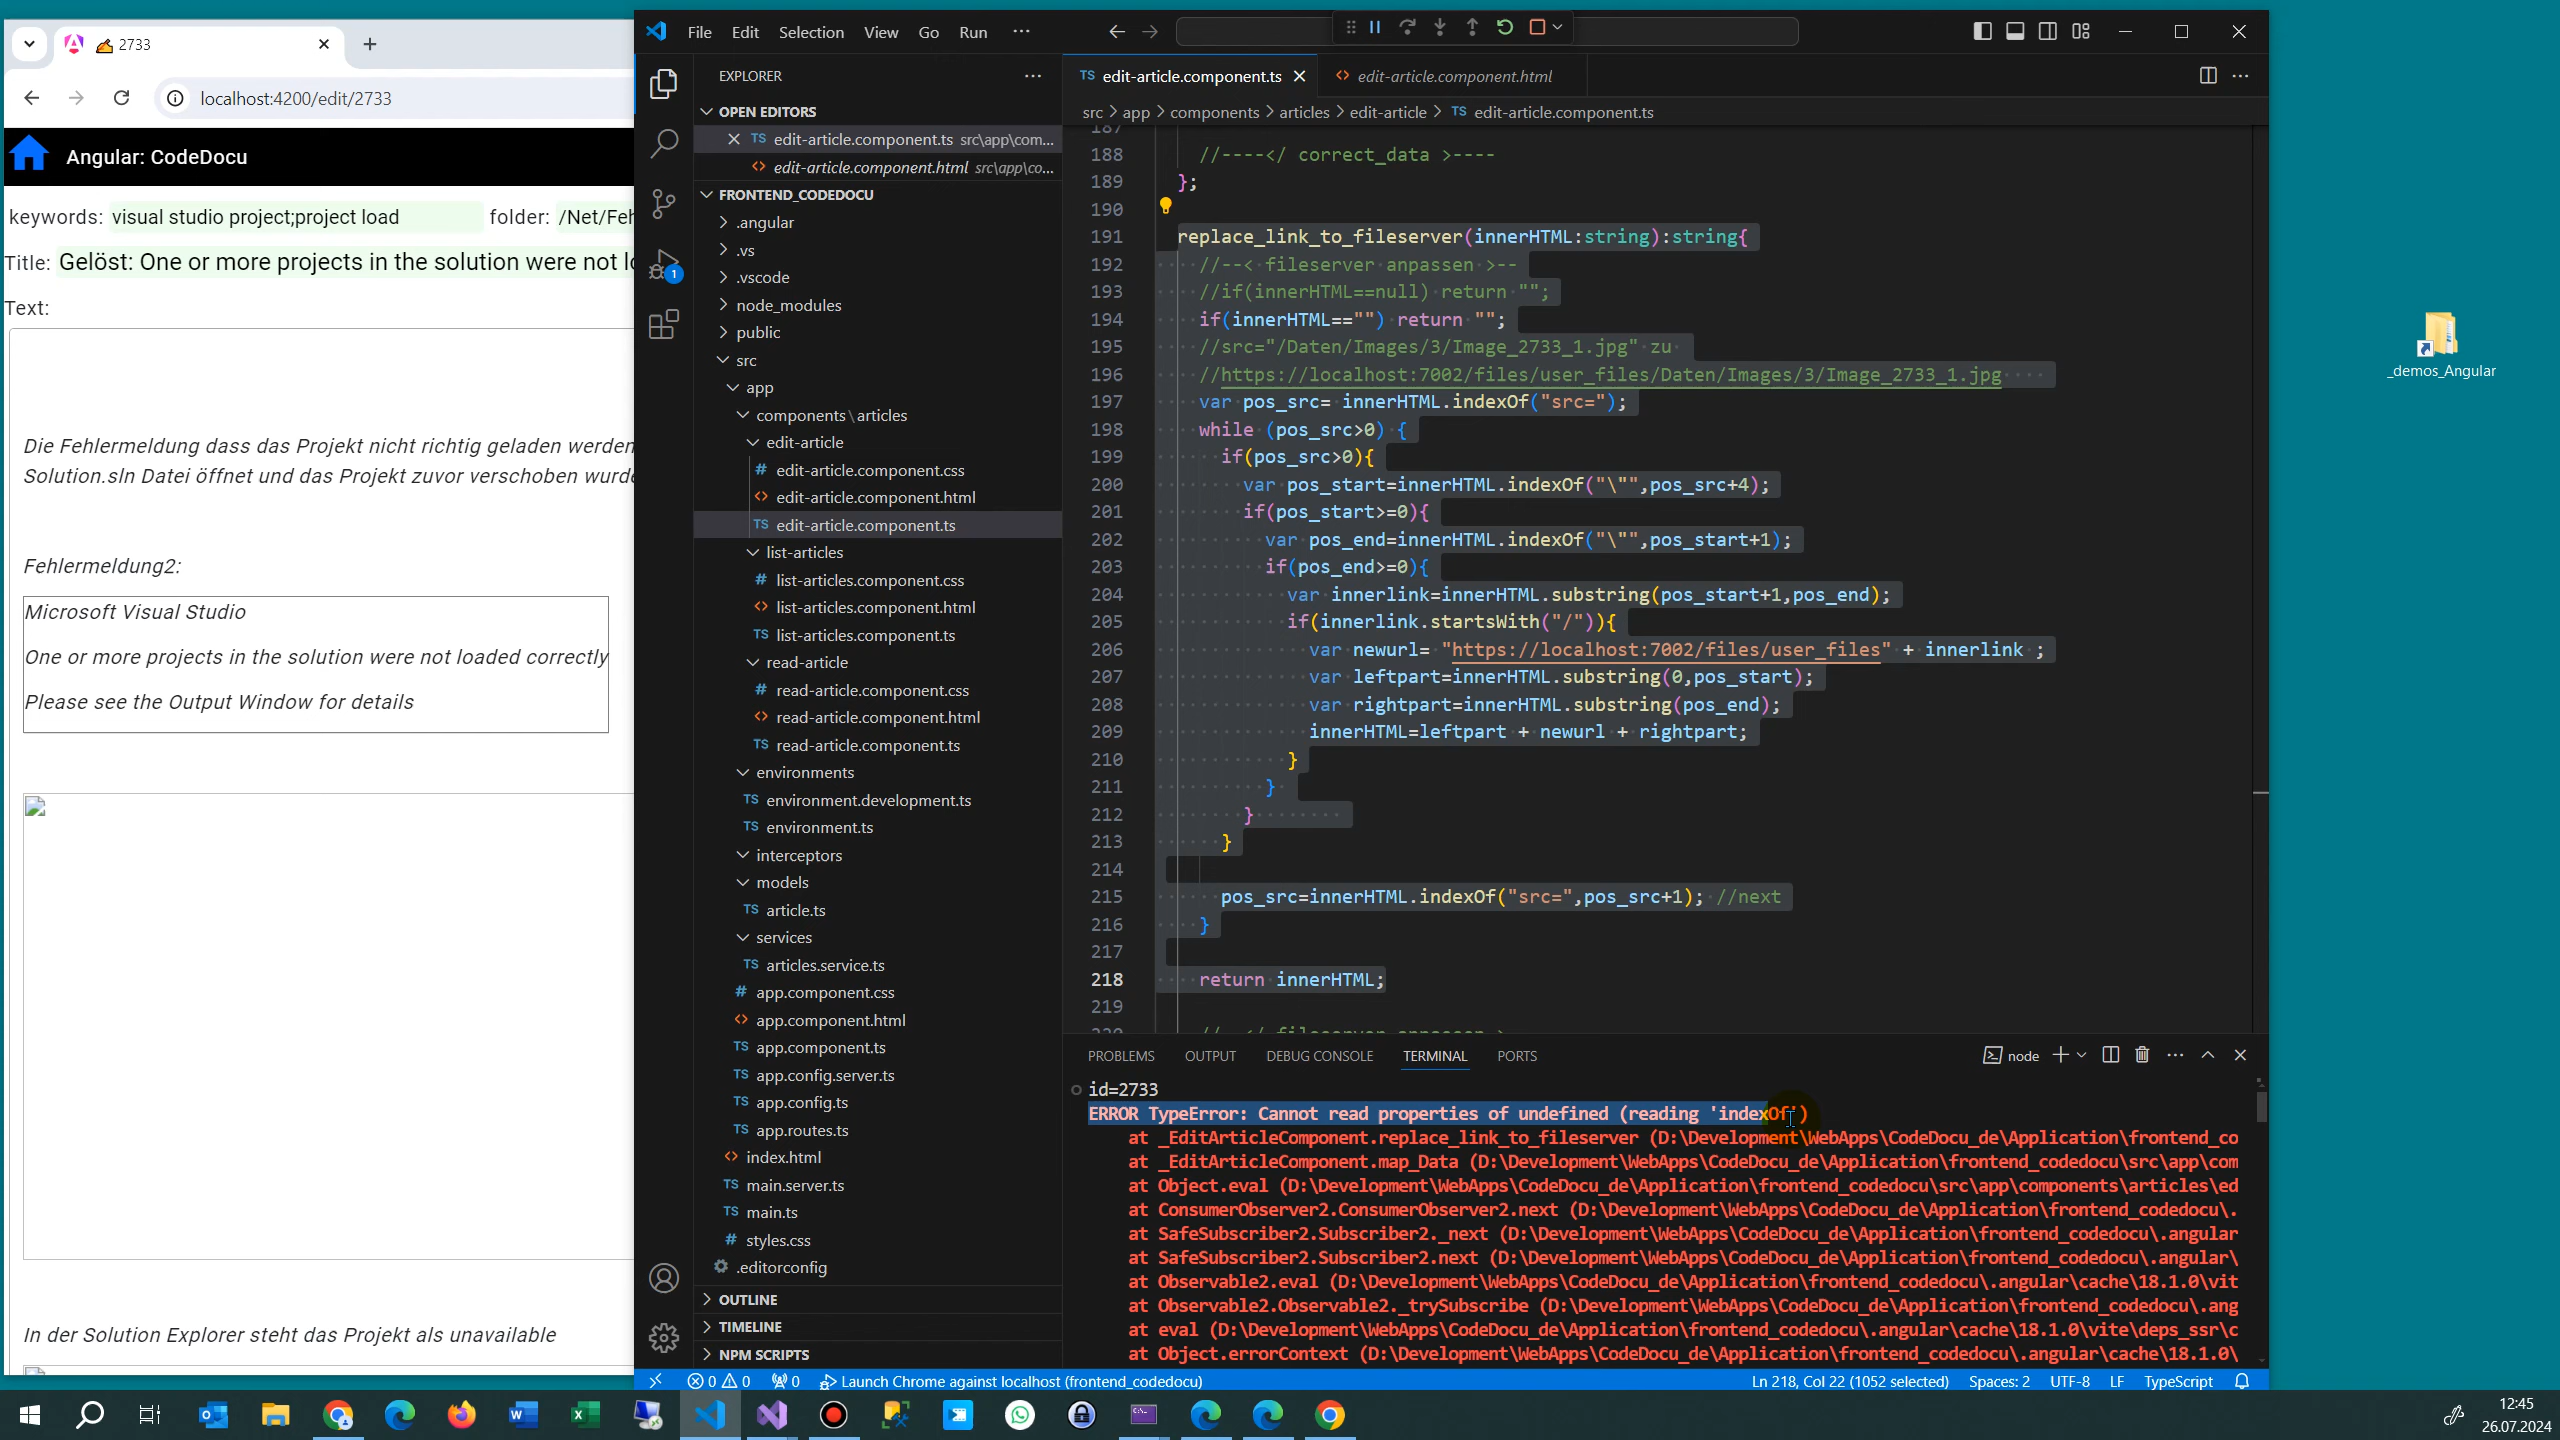 2733
localhost:4200/edit/2733
Angular: CodeDocu
keywords: visual studio project;project load folder: /Net/Feh
Title: Gelöst: One or more projects in the solution were not lo
Text:
Die Fehlermeldung dass das Projekt nicht richtig geladen werden
Solution.sln Datei öffnet und das Projekt zuvor verschoben wurde
Fehlermeldung2:
Microsoft Visual Studio
One or more projects in the solution were not loaded correctly
Please see the Output Window for details
In der Solution Explorer steht das Projekt als unavailable
File Edit Selection View Go Run ···
EXPLORER ···
OPEN EDITORS
TS edit-article.component.ts src\app\com...
<> edit-article.component.html src\app\co...
FRONTEND_CODEDOCU
.angular
.vs
.vscode
node_modules
public
src
app
components\articles
edit-article
# edit-article.component.css
<> edit-article.component.html
TS edit-article.component.ts
list-articles
# list-articles.component.css
<> list-articles.component.html
TS list-articles.component.ts
read-article
# read-article.component.css
<> read-article.component.html
TS read-article.component.ts
environments
TS environment.development.ts
TS environment.ts
interceptors
models
TS article.ts
services
TS articles.service.ts
# app.component.css
<> app.component.html
TS app.component.ts
TS app.config.server.ts
TS app.config.ts
TS app.routes.ts
<> index.html
TS main.server.ts
TS main.ts
# styles.css
.editorconfig
OUTLINE
TIMELINE
NPM SCRIPTS
1
TS edit-article.component.ts <> edit-article.component.html
src > app > components > articles > edit-article > TS edit-article.component.ts
187
188 //----</ correct_data >----
189 };
190
191 replace_link_to_fileserver(innerHTML:string):string{
192 //--< fileserver anpassen >--
193 //if(innerHTML==null) return "";
194 if(innerHTML=="") return "";
195 //src="/Daten/Images/3/Image_2733_1.jpg" zu
196 //https://localhost:7002/files/user_files/Daten/Images/3/Image_2733_1.jpg
197 var pos_src= innerHTML.indexOf("src=");
198 while (pos_src>0) {
199 if(pos_src>0){
200 var pos_start=innerHTML.indexOf("\"",pos_src+4);
201 if(pos_start>=0){
202 var pos_end=innerHTML.indexOf("\"",pos_start+1);
203 if(pos_end>=0){
204 var innerlink=innerHTML.substring(pos_start+1,pos_end);
205 if(innerlink.startsWith("/")){
206 var newurl= "https://localhost:7002/files/user_files" + innerlink ;
207 var leftpart=innerHTML.substring(0,pos_start);
208 var rightpart=innerHTML.substring(pos_end);
209 innerHTML=leftpart + newurl + rightpart;
210 }
211 }
212 }
213 }
214
215 pos_src=innerHTML.indexOf("src=",pos_src+1); //next
216 }
217
218 return innerHTML;
219
220 //--</ fileserver anpassen >
PROBLEMS OUTPUT DEBUG CONSOLE TERMINAL PORTS node
id=2733
ERROR TypeError: Cannot read properties of undefined (reading 'indexOf')
at _EditArticleComponent.replace_link_to_fileserver (D:\Development\WebApps\CodeDocu_de\Application\frontend_co
at _EditArticleComponent.map_Data (D:\Development\WebApps\CodeDocu_de\Application\frontend_codedocu\src\app\com
at Object.eval (D:\Development\WebApps\CodeDocu_de\Application\frontend_codedocu\src\app\components\articles\ed
at ConsumerObserver2.ConsumerObserver2.next (D:\Development\WebApps\CodeDocu_de\Application\frontend_codedocu\.
at SafeSubscriber2.Subscriber2._next (D:\Development\WebApps\CodeDocu_de\Application\frontend_codedocu\.angular
at SafeSubscriber2.Subscriber2.next (D:\Development\WebApps\CodeDocu_de\Application\frontend_codedocu\.angular\
at Observable2.eval (D:\Development\WebApps\CodeDocu_de\Application\frontend_codedocu\.angular\cache\18.1.0\vit
at Observable2.Observable2._trySubscribe (D:\Development\WebApps\CodeDocu_de\Application\frontend_codedocu\.ang
at eval (D:\Development\WebApps\CodeDocu_de\Application\frontend_codedocu\.angular\cache\18.1.0\vite\deps_ssr\c
at Object.errorContext (D:\Development\WebApps\CodeDocu_de\Application\frontend_codedocu\.angular\cache\18.1.0\
0 0 0 Launch Chrome against localhost (frontend_codedocu) Ln 218, Col 22 (1052 selected) Spaces: 2 UTF-8 LF TypeScript
_demos_Angular
12:45
26.07.2024